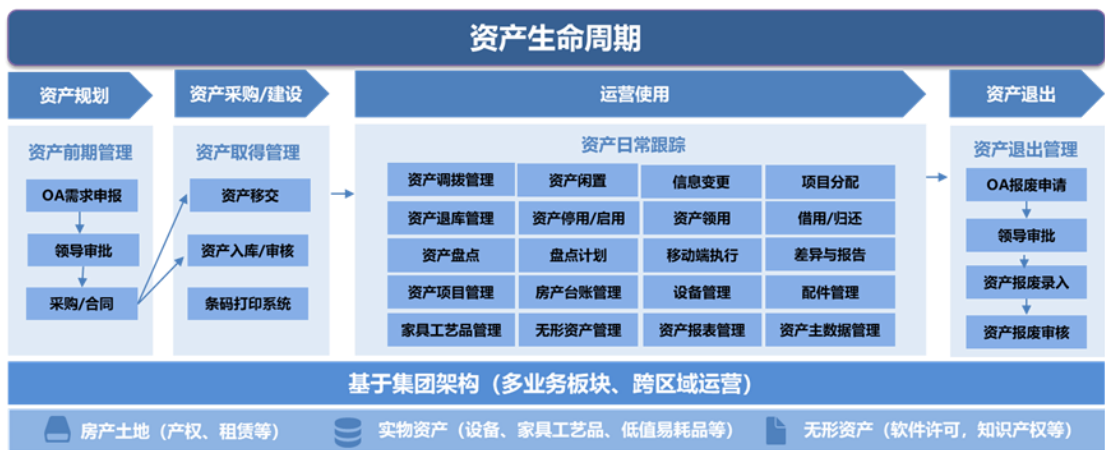 资产生命周期
资产规划
资产采购/建设
运营使用
资产退出
资产前期管理
OA需求申报
领导审批
采购/合同
资产取得管理
资产移交
资产入库/审核
条码打印系统
资产日常跟踪
资产调拨管理
资产闲置
信息变更
项目分配
资产退库管理
资产停用/启用
资产领用
借用/归还
资产盘点
盘点计划
移动端执行
差异与报告
资产项目管理
房产台账管理
设备管理
配件管理
家具工艺品管理
无形资产管理
资产报表管理
资产主数据管理
资产退出管理
OA报废申请
领导审批
资产报废录入
资产报废审核
基于集团架构（多业务板块、跨区域运营）
房产土地（产权、租赁等）
实物资产（设备、家具工艺品、低值易耗品等）
无形资产（软件许可，知识产权等）